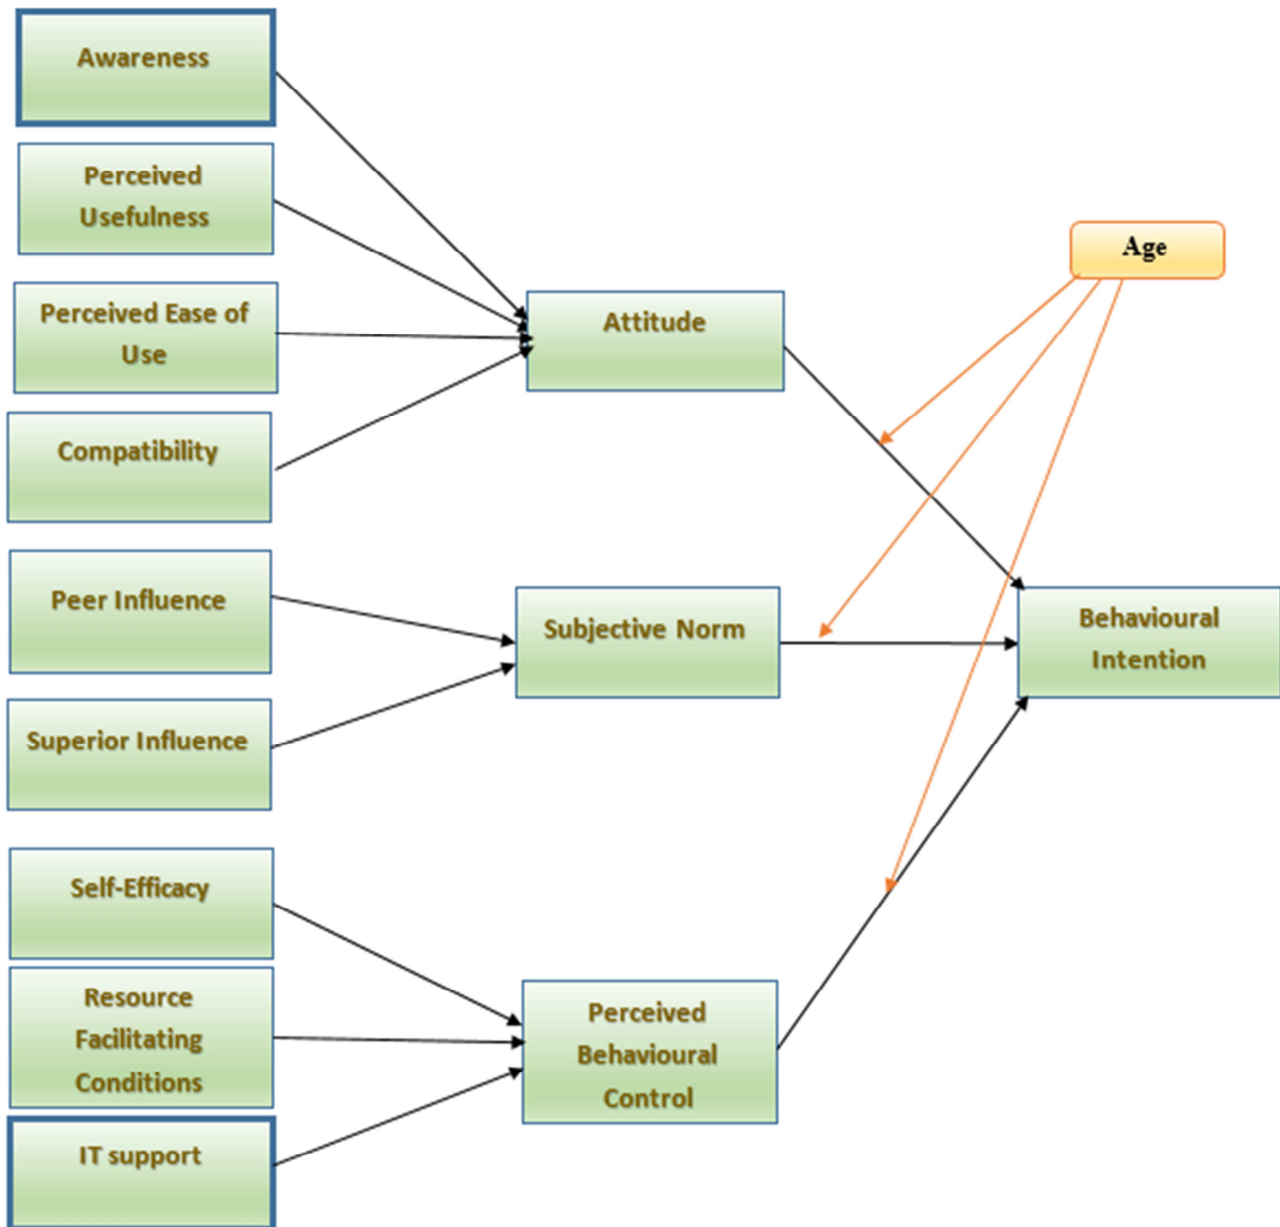 Awareness
Perceived
Usefulness
Perceived Ease of
Use
Compatibility
Peer Influence
Superior Influence
Self-Efficacy
Resource
Facilitating
Conditions
IT support
Attitude
Subjective Norm
Perceived
Behavioural
Control
Age
Behavioural
Intention